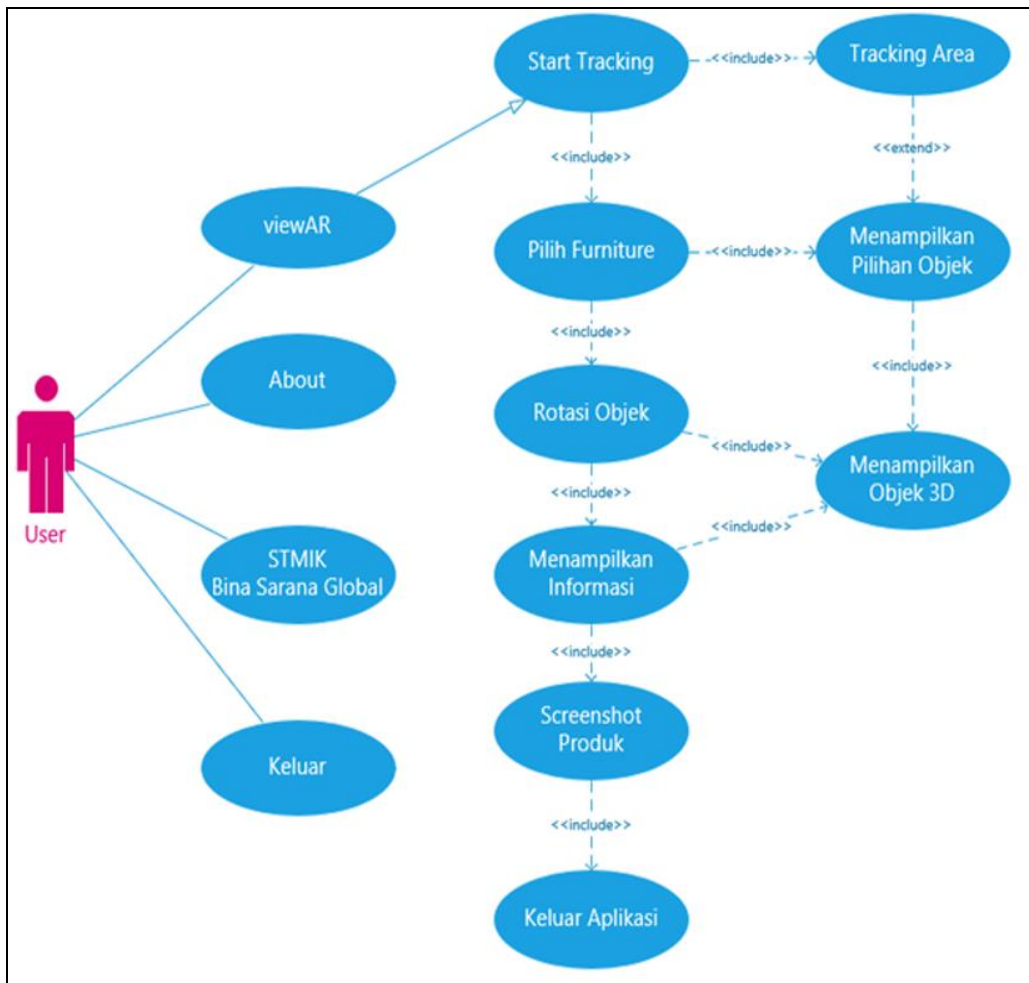 Start Tracking
<<include>>
Tracking Area
<<include>>
<<extend>>
viewAR
Pilih Furniture
<<include>>
Menampilkan
Pilihan Objek
<<include>>
<<include>>
About
Rotasi Objek
<<include>>
Menampilkan
Objek 3D
<<include>>
<<include>>
User
STMIK
Bina Sarana Global
Menampilkan
Informasi
<<include>>
Screenshot
Produk
Keluar
<<include>>
Keluar Aplikasi